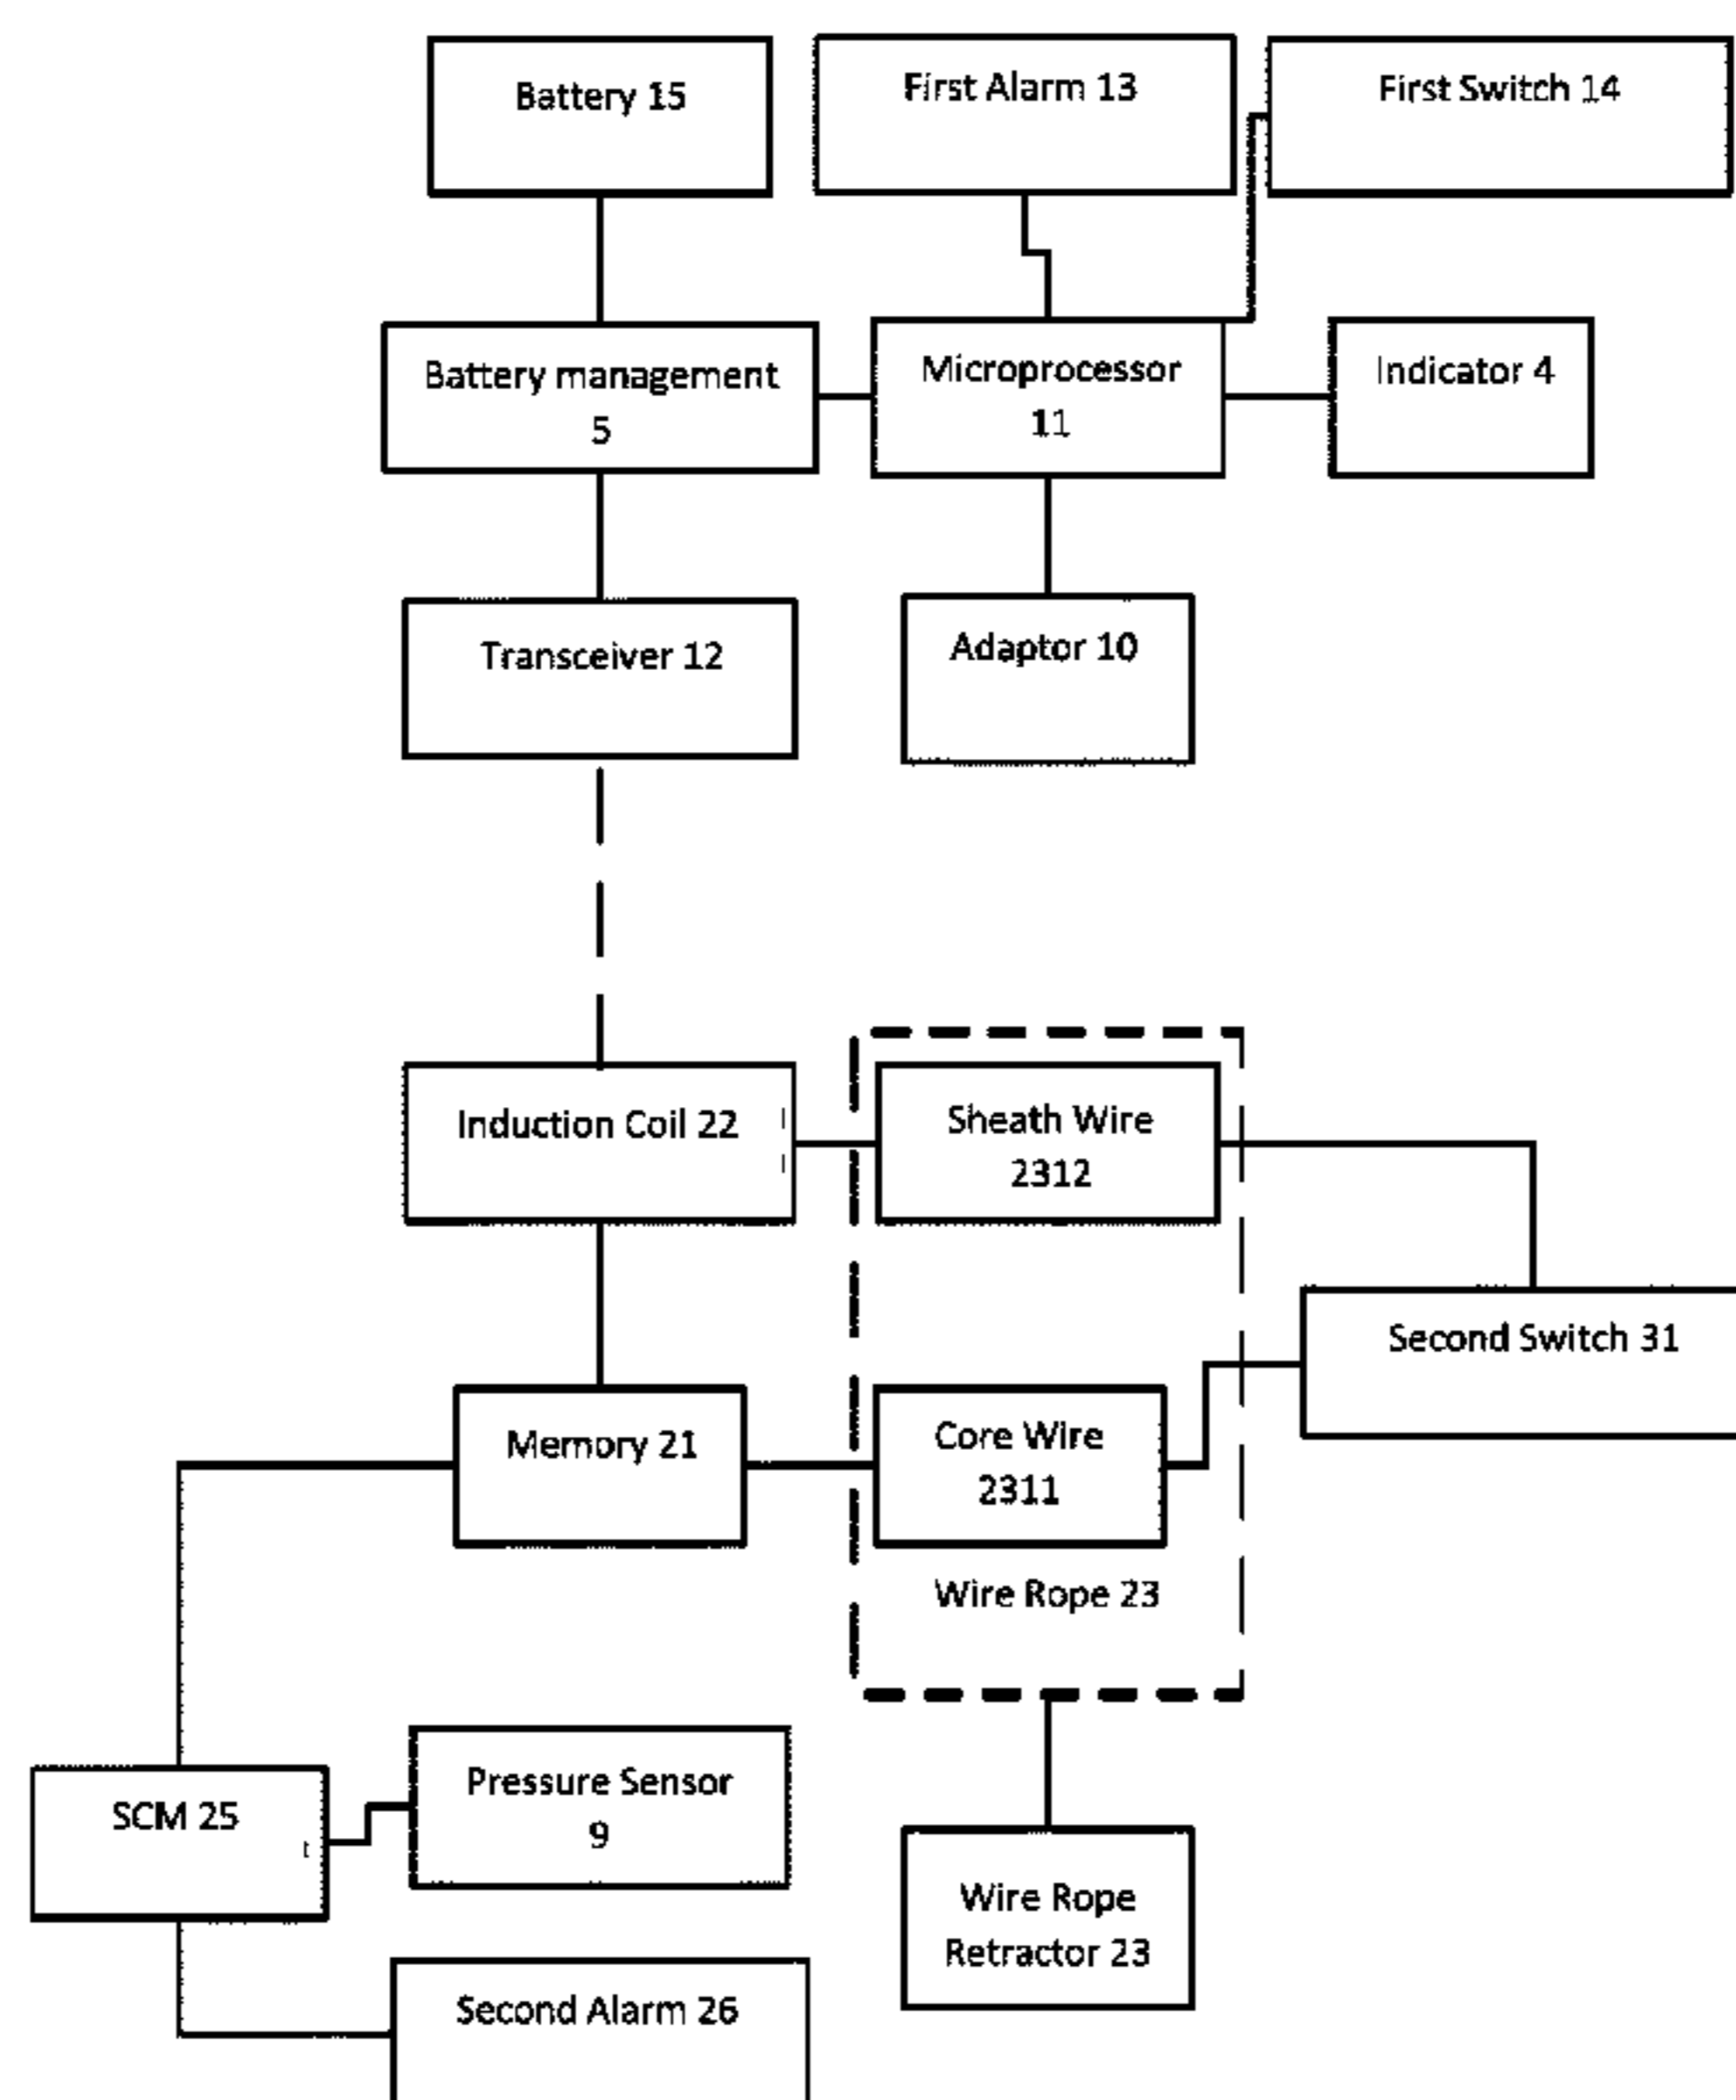 Battery 15
First Alarm 13
First Switch 14
Battery management
5
Microprocessor
11
Indicator 4
Transceiver 12
Adaptor 10
Induction Coil 22
Sheath Wire
2312
Second Switch 31
Memory 21
Core Wire
2311
Wire Rope 23
Pressure Sensor
9
SCM 25
t
Wire Rope
Retractor 23
Second Alarm 26